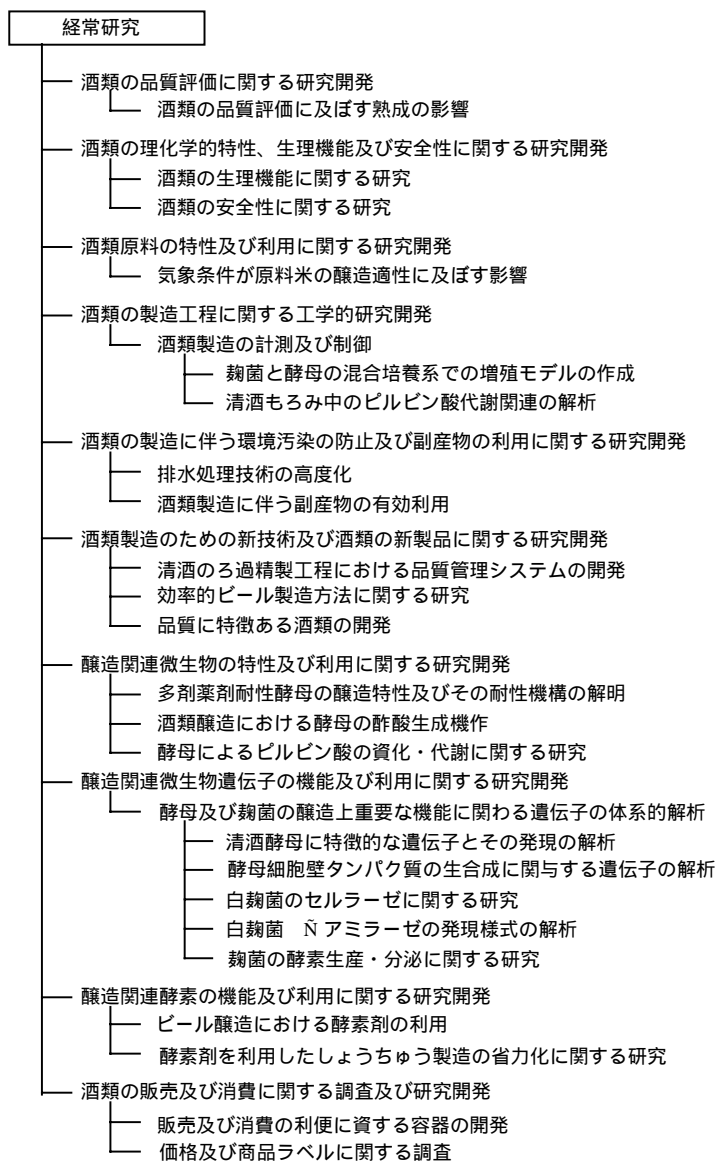 経常研究
酒類の品質評価に関する研究開発
酒類の品質評価に及ぼす熟成の影響
酒類の理化学的特性、生理機能及び安全性に関する研究開発
酒類の生理機能に関する研究
酒類の安全性に関する研究
酒類原料の特性及び利用に関する研究開発
気象条件が原料米の醸造適性に及ぼす影響
酒類の製造工程に関する工学的研究開発
酒類製造の計測及び制御
麹菌と酵母の混合培養系での増殖モデルの作成
清酒もろみ中のピルビン酸代謝関連の解析
酒類の製造に伴う環境汚染の防止及び副産物の利用に関する研究開発
排水処理技術の高度化
酒類製造に伴う副産物の有効利用
酒類製造のための新技術及び酒類の新製品に関する研究開発
清酒のろ過精製工程における品質管理システムの開発
効率的ビール製造方法に関する研究
品質に特徴ある酒類の開発
醸造関連微生物の特性及び利用に関する研究開発
多剤薬剤耐性酵母の醸造特性及びその耐性機構の解明
酒類醸造における酵母の酢酸生成機作
酵母によるピルビン酸の資化・代謝に関する研究
醸造関連微生物遺伝子の機能及び利用に関する研究開発
酵母及び麹菌の醸造上重要な機能に関わる遺伝子の体系的解析
清酒酵母に特徴的な遺伝子とその発現の解析
酵母細胞壁タンパク質の生合成に関与する遺伝子の解析
白麹菌のセルラーゼに関する研究
白麹菌　Ñ アミラーゼの発現様式の解析
麹菌の酵素生産・分泌に関する研究
醸造関連酵素の機能及び利用に関する研究開発
ビール醸造における酵素剤の利用
酵素剤を利用したしょうちゅう製造の省力化に関する研究
酒類の販売及び消費に関する調査及び研究開発
販売及び消費の利便に資する容器の開発
価格及び商品ラベルに関する調査